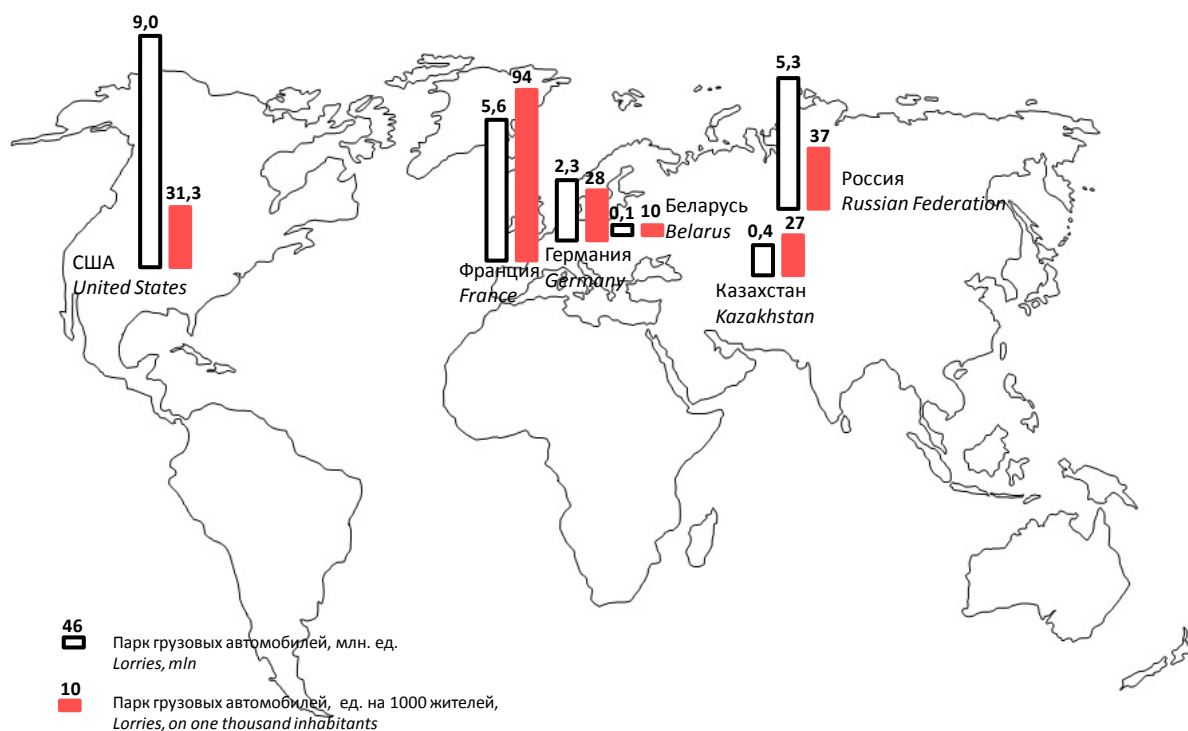 9,0
31,3
США
United States
5,6
94
Франция
France
2,3
28
Германия
Germany
0,1
10
Беларусь
Belarus
5,3
37
Россия
Russian Federation
0,4
27
Казахстан
Kazakhstan
46
Парк грузовых автомобилей, млн. ед.
Lorries, mln
10
Парк грузовых автомобилей, ед. на 1000 жителей,
Lorries, on one thousand inhabitants